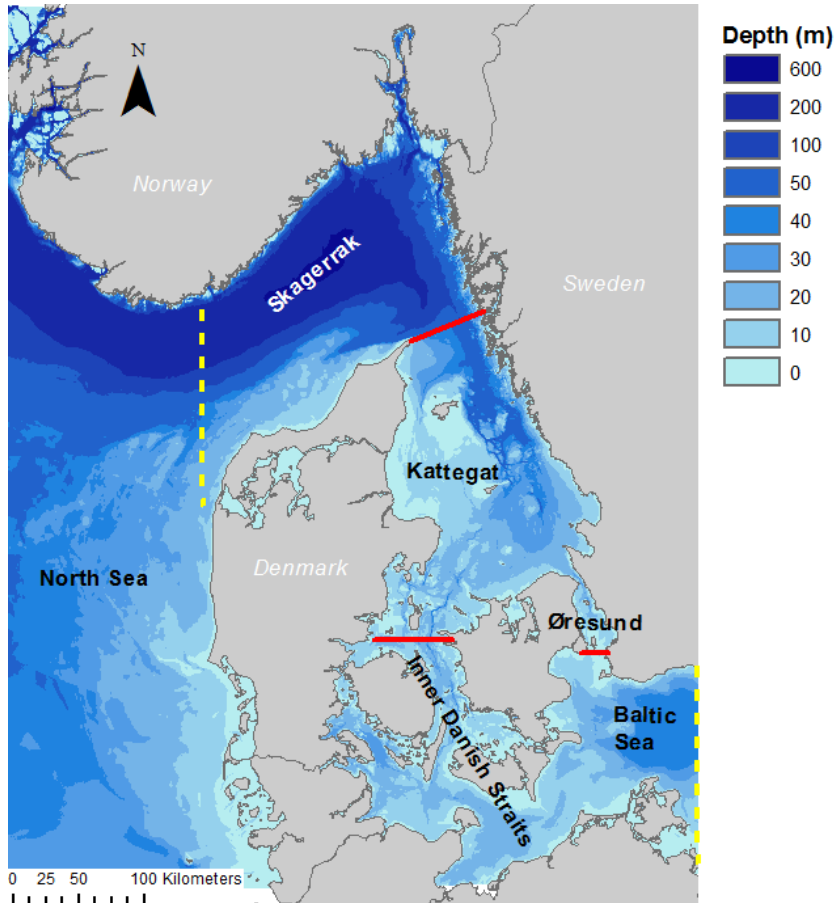 Depth (m)
600
200
100
50
40
30
20
10
0
N
Norway
Skagerrak
Sweden
Kattegat
North Sea
Denmark
Øresund
Inner Danish Straits
Baltic
Sea
0 25 50 100 Kilometers